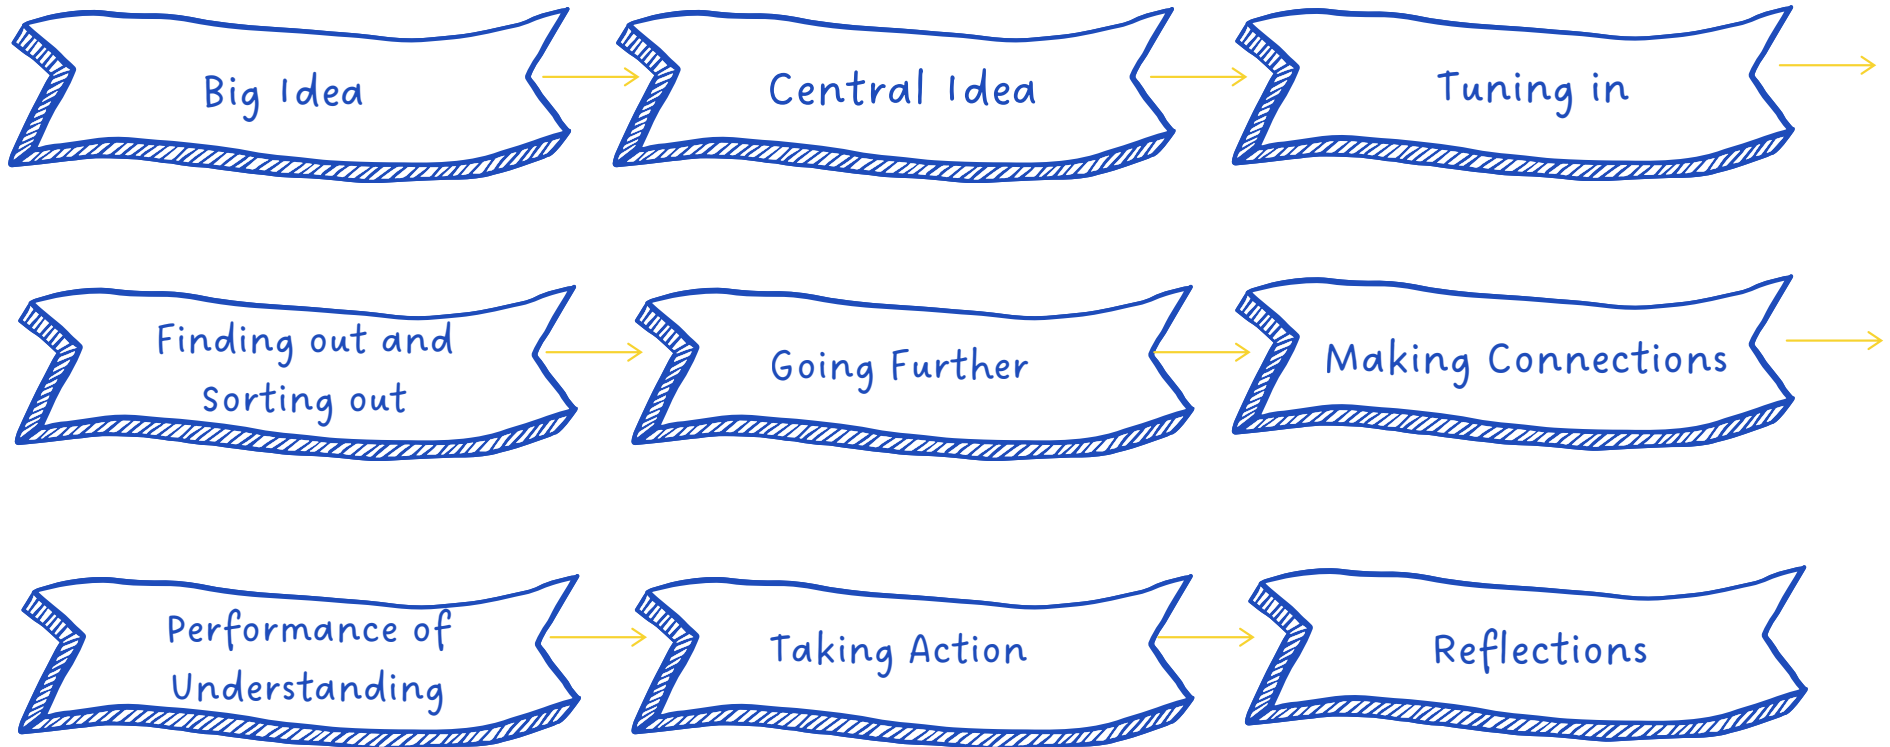 Big Idea
Central Idea
Tuning in
Finding out and
Sorting out
Going Further
Making Connections
Performance of
Understanding
Taking Action
Reflections